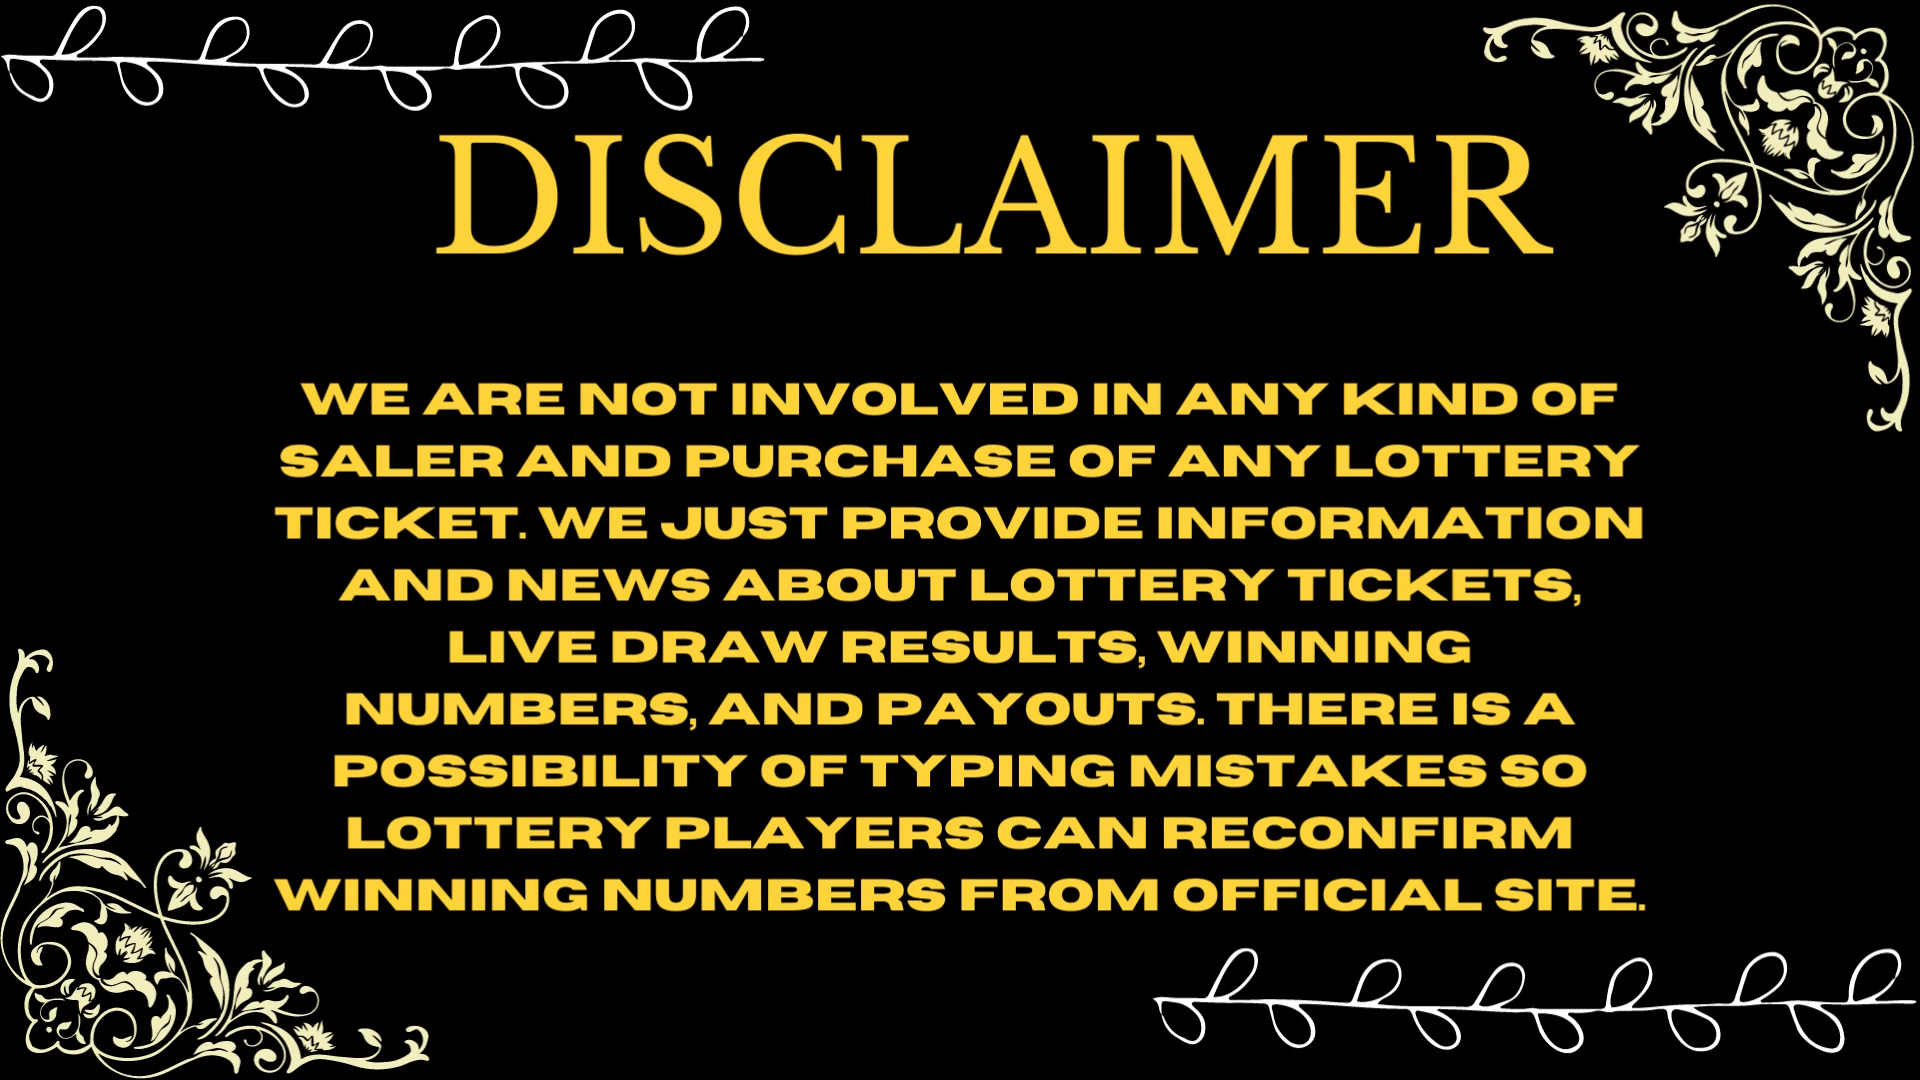 DISCLAIMER
WE ARE NOT INVOLVED IN ANY KIND OF
SALER AND PURCHASE OF ANY LOTTERY
TICKET. WE JUST PROVIDE INFORMATION
AND NEWS ABOUT LOTTERY TICKETS,
LIVE DRAW RESULTS, WINNING
NUMBERS, AND PAYOUTS. THERE IS A
POSSIBILITY OF TYPING MISTAKES SO
LOTTERY PLAYERS CAN RECONFIRM
WINNING NUMBERS FROM OFFICIAL SITE.